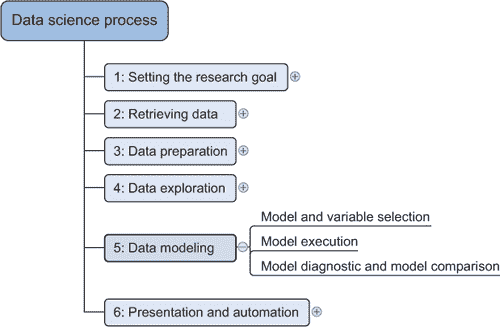 Data science process
1: Setting the research goal
2: Retrieving data
3: Data preparation
4: Data exploration
5: Data modeling
Model and variable selection
Model execution
Model diagnostic and model comparison
6: Presentation and automation